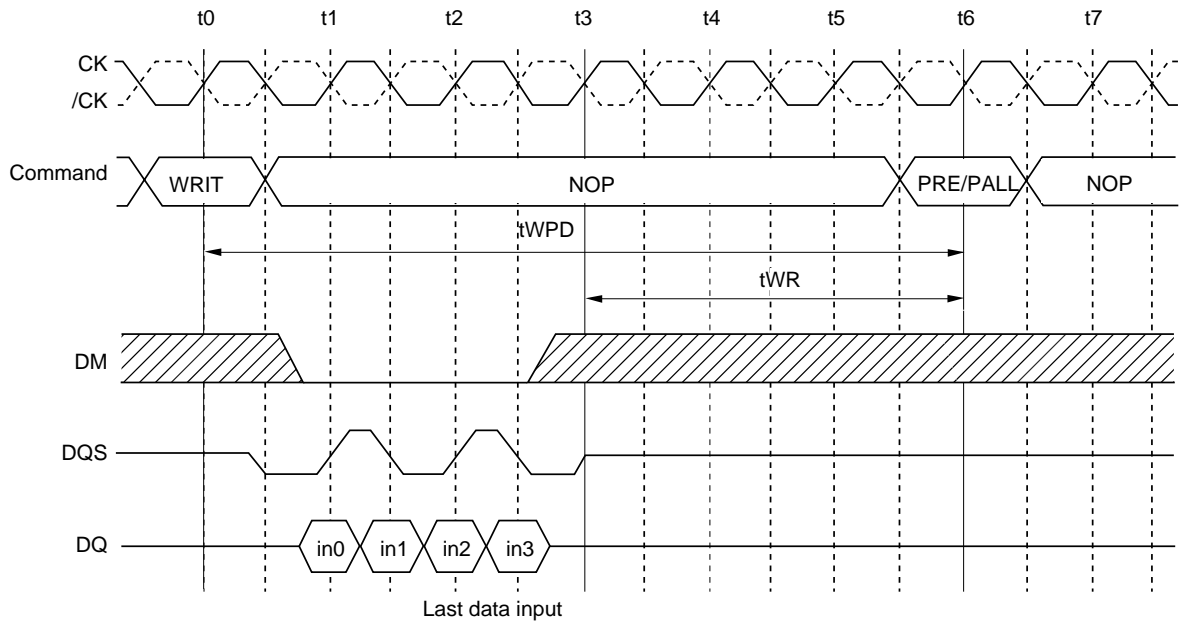 t0 t1 t2 t3 t4 t5 t6 t7
CK
/CK
Command WRIT NOP PRE/PALL NOP
tWPD
tWR
DM
DQS
DQ in0 in1 in2 in3
Last data input